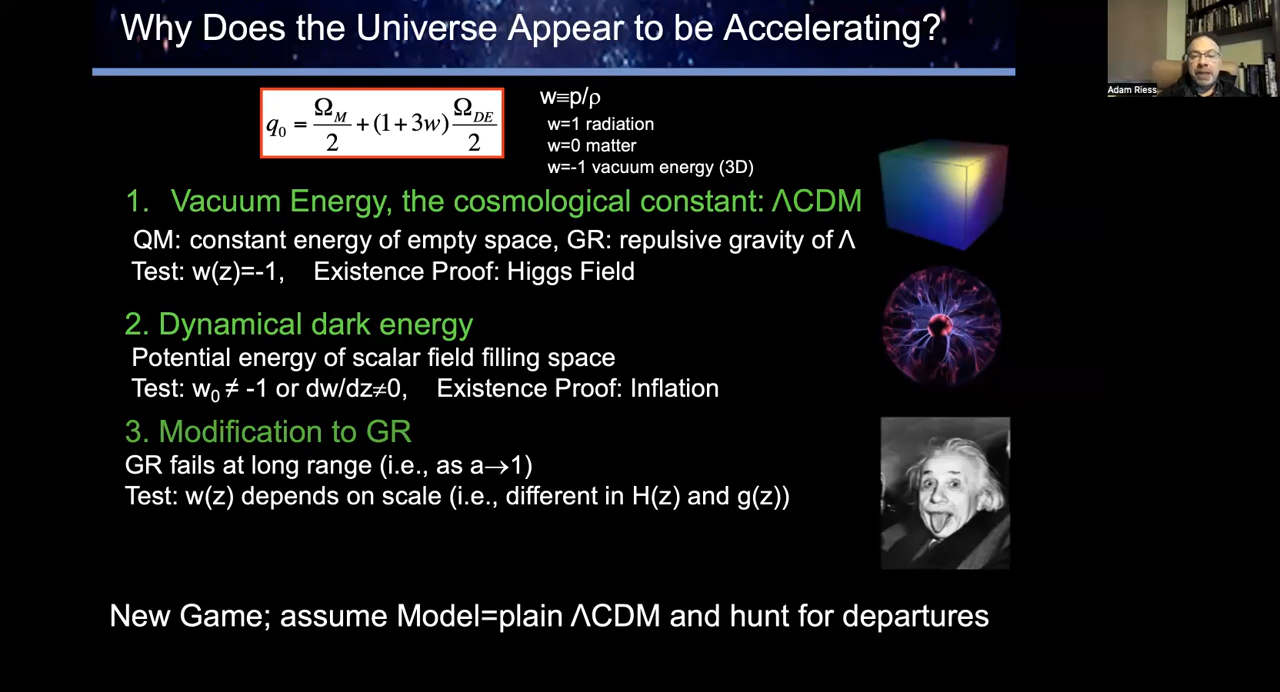 Why Does the Universe Appear to be Accelerating?
Adam Riess
q₀ = Ω_M/2 + (1+3w) Ω_DE/2
w≡p/ρ
w=1 radiation
w=0 matter
w=-1 vacuum energy (3D)
1. Vacuum Energy, the cosmological constant: ΛCDM
QM: constant energy of empty space, GR: repulsive gravity of Λ
Test: w(z)=-1, Existence Proof: Higgs Field
2. Dynamical dark energy
Potential energy of scalar field filling space
Test: w₀ ≠ -1 or dw/dz≠0, Existence Proof: Inflation
3. Modification to GR
GR fails at long range (i.e., as a→1)
Test: w(z) depends on scale (i.e., different in H(z) and g(z))
New Game; assume Model=plain ΛCDM and hunt for departures